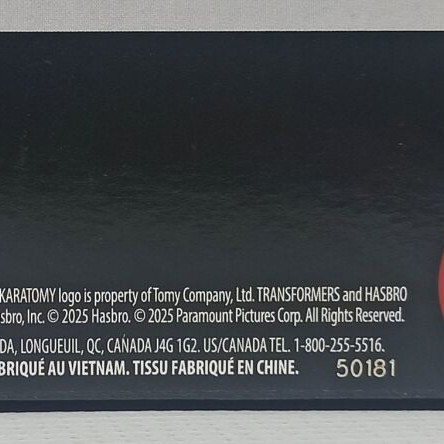 KARATOMY logo is property of Tomy Company, Ltd. TRANSFORMERS and HASBRO
sbro, Inc. © 2025 Hasbro. © 2025 Paramount Pictures Corp. All Rights Reserved.
DA, LONGUEUIL, QC, CAŃADA J4G 1G2. US/CANADA TEL. 1-800-255-5516.
BRIQUÉ AU VIETNAM. TISSU FABRIQUÉ EN CHINE. 50181